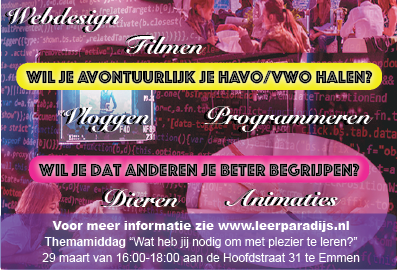 Webdesign
Filmen
WIL JE AVONTUURLIJK JE HAVO/VWO HALEN?
Vloggen Programmeren
WIL JE DAT ANDEREN JE BETER BEGRIJPEN?
Dieren Animaties
Voor meer informatie zie www.leerparadijs.nl
Themamiddag “Wat heb jij nodig om met plezier te leren?”
29 maart van 16:00-18:00 aan de Hoofdstraat 31 te Emmen